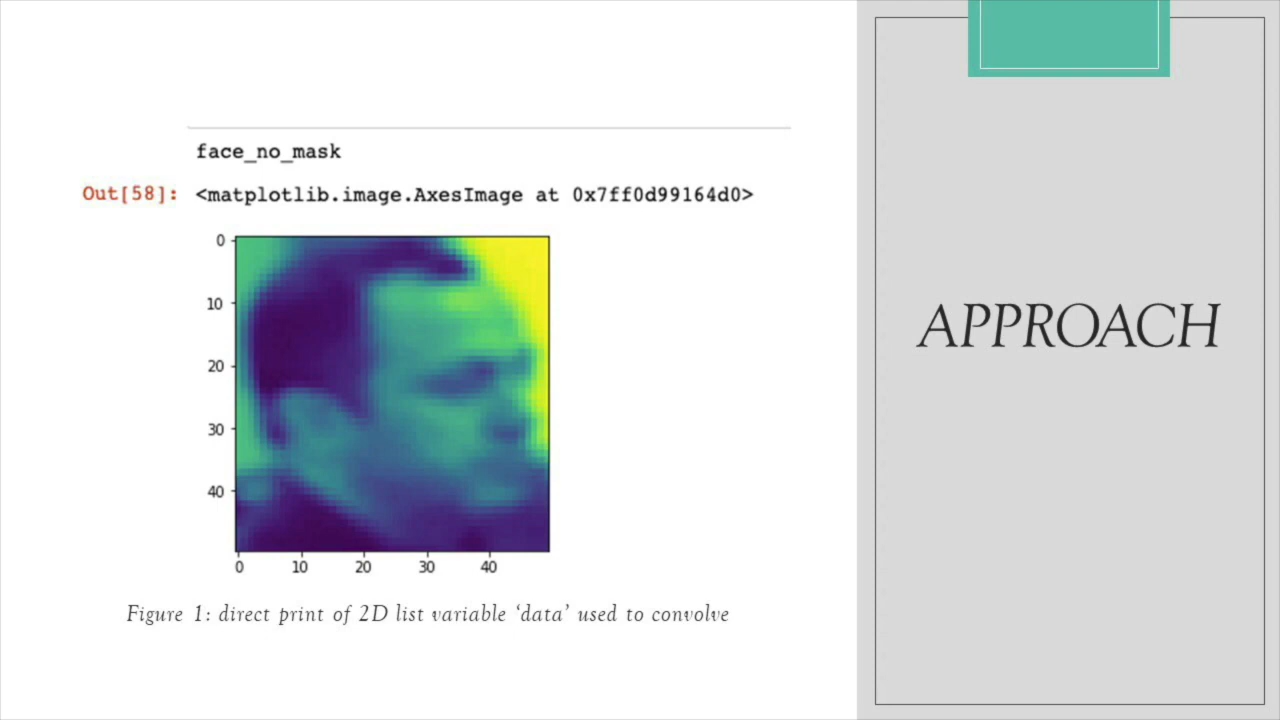 face_no_mask
Out[58]: <matplotlib.image.AxesImage at 0x7ff0d99164d0>
0
10
20
30
40
0 10 20 30 40
Figure 1: direct print of 2D list variable ‘data’ used to convolve
APPROACH